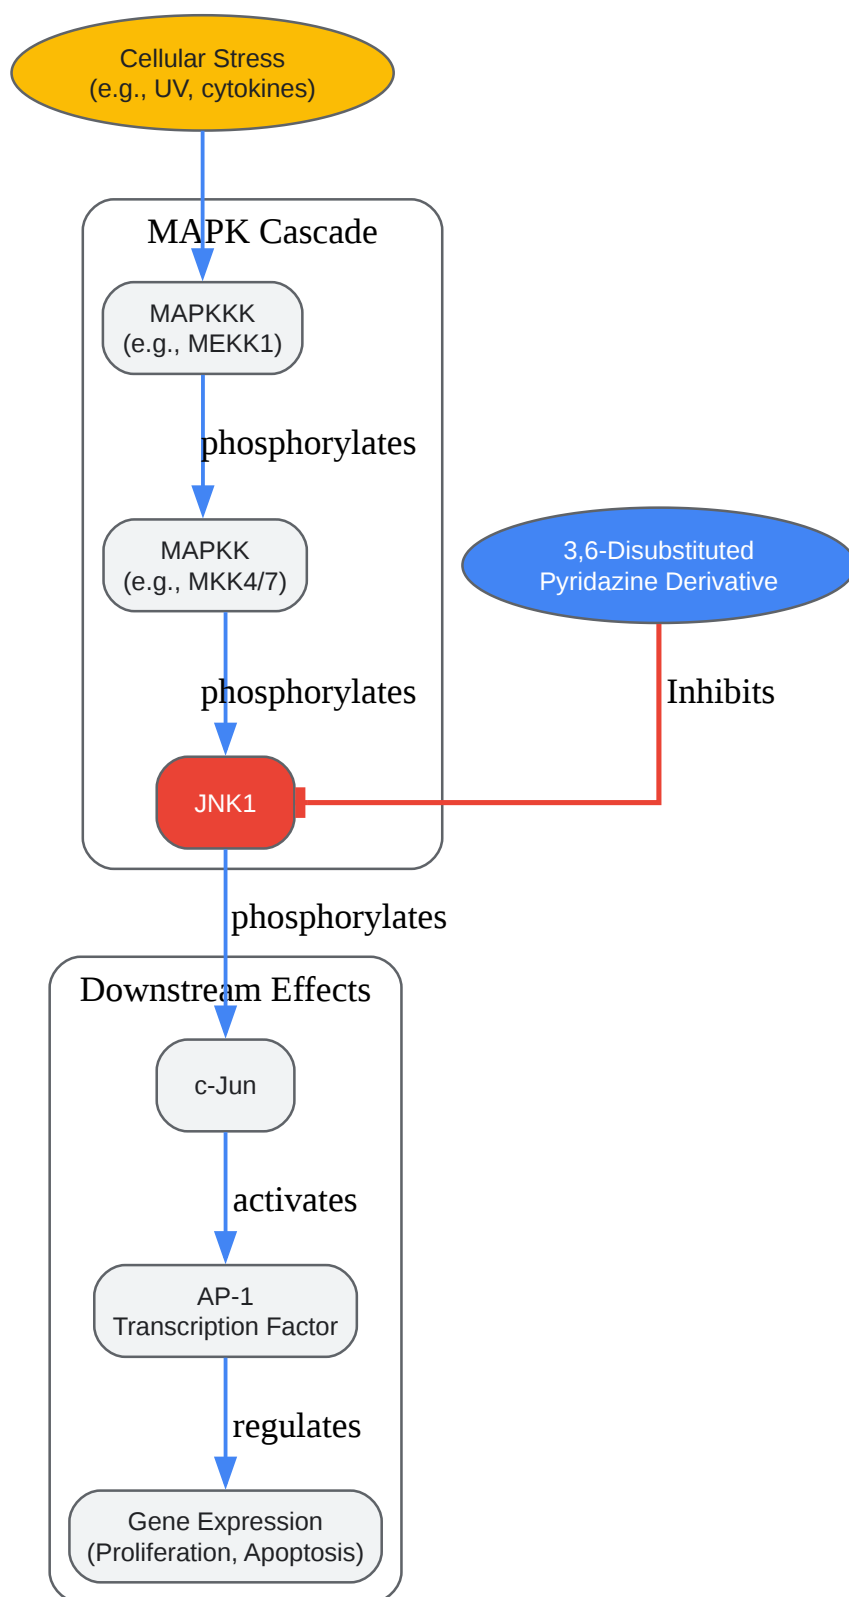 Cellular Stress
(e.g., UV, cytokines)
MAPK Cascade
MAPKKK
(e.g., MEKK1)
phosphorylates
MAPKK
(e.g., MKK4/7)
3,6-Disubstituted
Pyridazine Derivative
phosphorylates
Inhibits
JNK1
phosphorylates
Downstream Effects
c-Jun
activates
AP-1
Transcription Factor
regulates
Gene Expression
(Proliferation, Apoptosis)